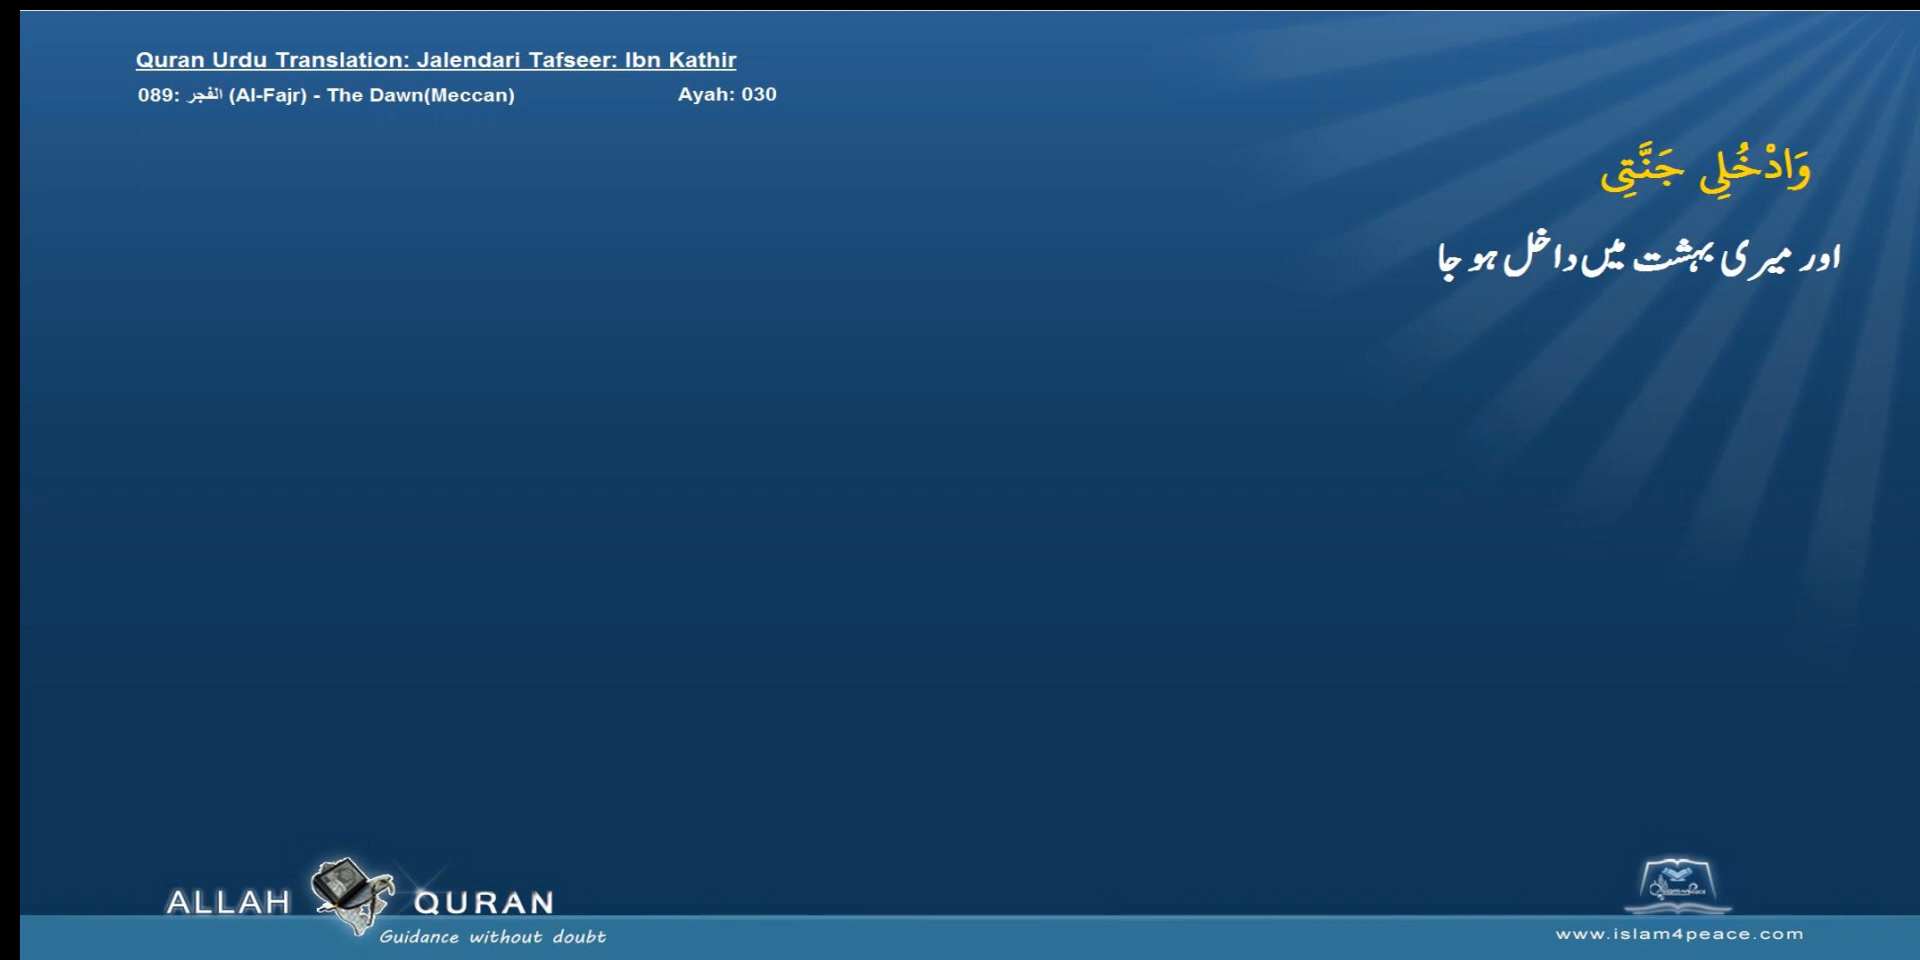 Quran Urdu Translation: Jalendari Tafseer: Ibn Kathir
089: الفجر (Al-Fajr) - The Dawn(Meccan) Ayah: 030
وَادْخُلِي جَنَّتِي
اور میری بہشت میں داخل ہو جا
ALLAH QURAN
Guidance without doubt
www.islam4peace.com